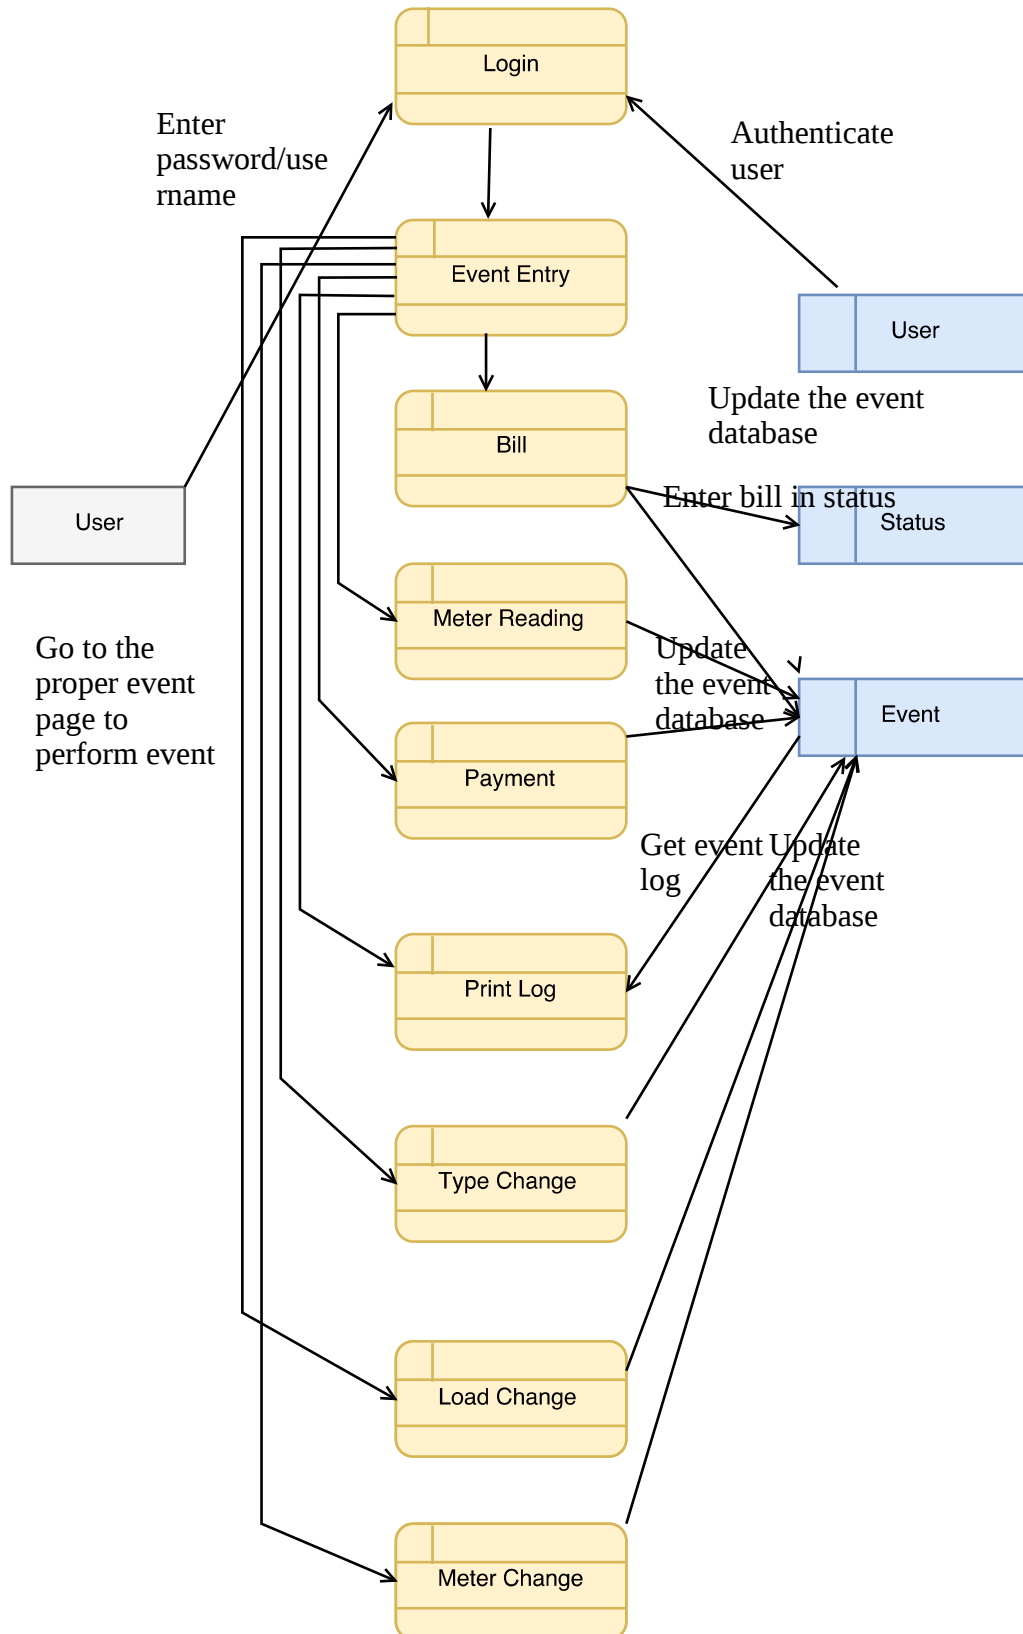 Login
Enter
password/use
rname
Authenticate
user
Event Entry
User
Update the event
database
Bill
Enter bill in status
User
Status
Meter Reading
Go to the
proper event
page to
perform event
Update
the event
database
Event
Payment
Get event
log
Update
the event
database
Print Log
Type Change
Load Change
Meter Change